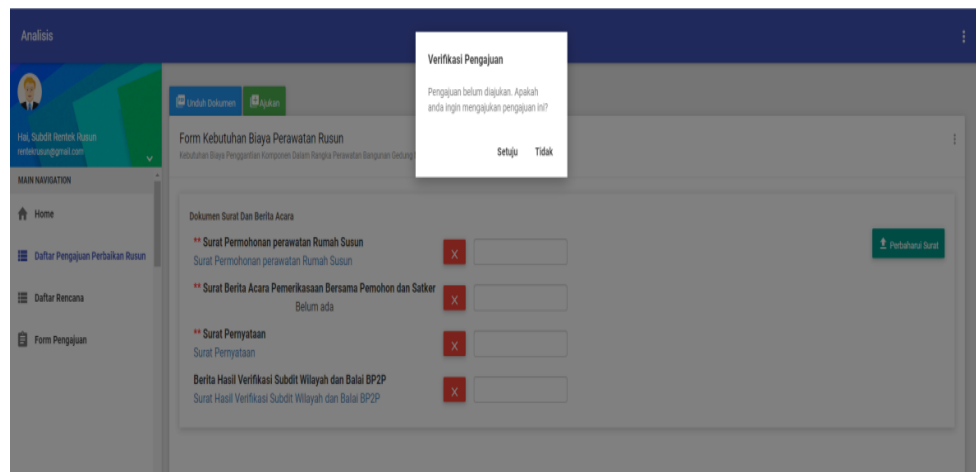 Analisis
Verifikasi Pengajuan
Pengajuan belum diajukan. Apakah
anda ingin mengajukan pengajuan ini?
Setuju Tidak
Unduh Dokumen Ajukan
Hai, Subdit Rentek Rusun
rentekrusun@gmail.com
Form Kebutuhan Biaya Perawatan Rusun
Kebutuhan Biaya Penggantian Komponen Dalam Rangka Perawatan Bangunan Gedung
MAIN NAVIGATION
Home
Daftar Pengajuan Perbaikan Rusun
Daftar Rencana
Form Pengajuan
Dokumen Surat Dan Berita Acara
** Surat Permohonan perawatan Rumah Susun
Surat Permohonan perawatan Rumah Susun
X
Perbaharui Surat
** Surat Berita Acara Pemerikasaan Bersama Pemohon dan Satker
Belum ada
X
** Surat Pernyataan
Surat Pernyataan
X
Berita Hasil Verifikasi Subdit Wilayah dan Balai BP2P
Surat Hasil Verifikasi Subdit Wilayah dan Balai BP2P
X